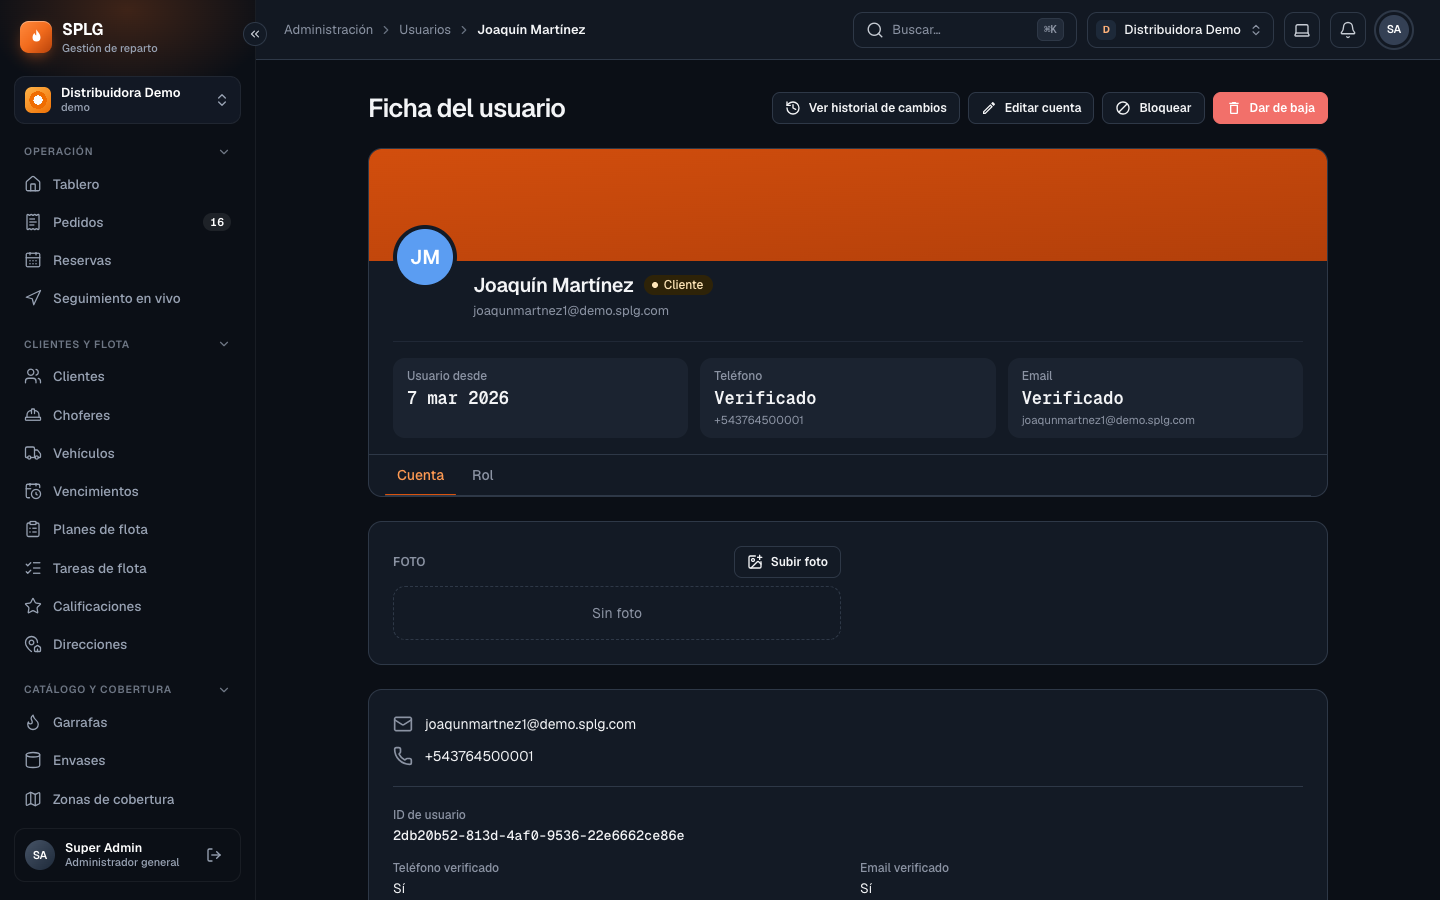 SPLG
Gestión de reparto
Distribuidora Demo
demo
OPERACIÓN
Tablero
Pedidos 16
Reservas
Seguimiento en vivo
CLIENTES Y FLOTA
Clientes
Choferes
Vehículos
Vencimientos
Planes de flota
Tareas de flota
Calificaciones
Direcciones
CATÁLOGO Y COBERTURA
Garrafas
Envases
Zonas de cobertura
SA
Super Admin
Administrador general
Administración Usuarios Joaquín Martínez
Buscar... ⌘K
D Distribuidora Demo
SA
Ficha del usuario
Ver historial de cambios
Editar cuenta
Bloquear
Dar de baja
JM
Joaquín Martínez
Cliente
joaqunmartnez1@demo.splg.com
Usuario desde
7 mar 2026
Teléfono
Verificado
+543764500001
Email
Verificado
joaqunmartnez1@demo.splg.com
Cuenta
Rol
FOTO
Subir foto
Sin foto
joaqunmartnez1@demo.splg.com
+543764500001
ID de usuario
2db20b52-813d-4af0-9536-22e6662ce86e
Teléfono verificado
Sí
Email verificado
Sí